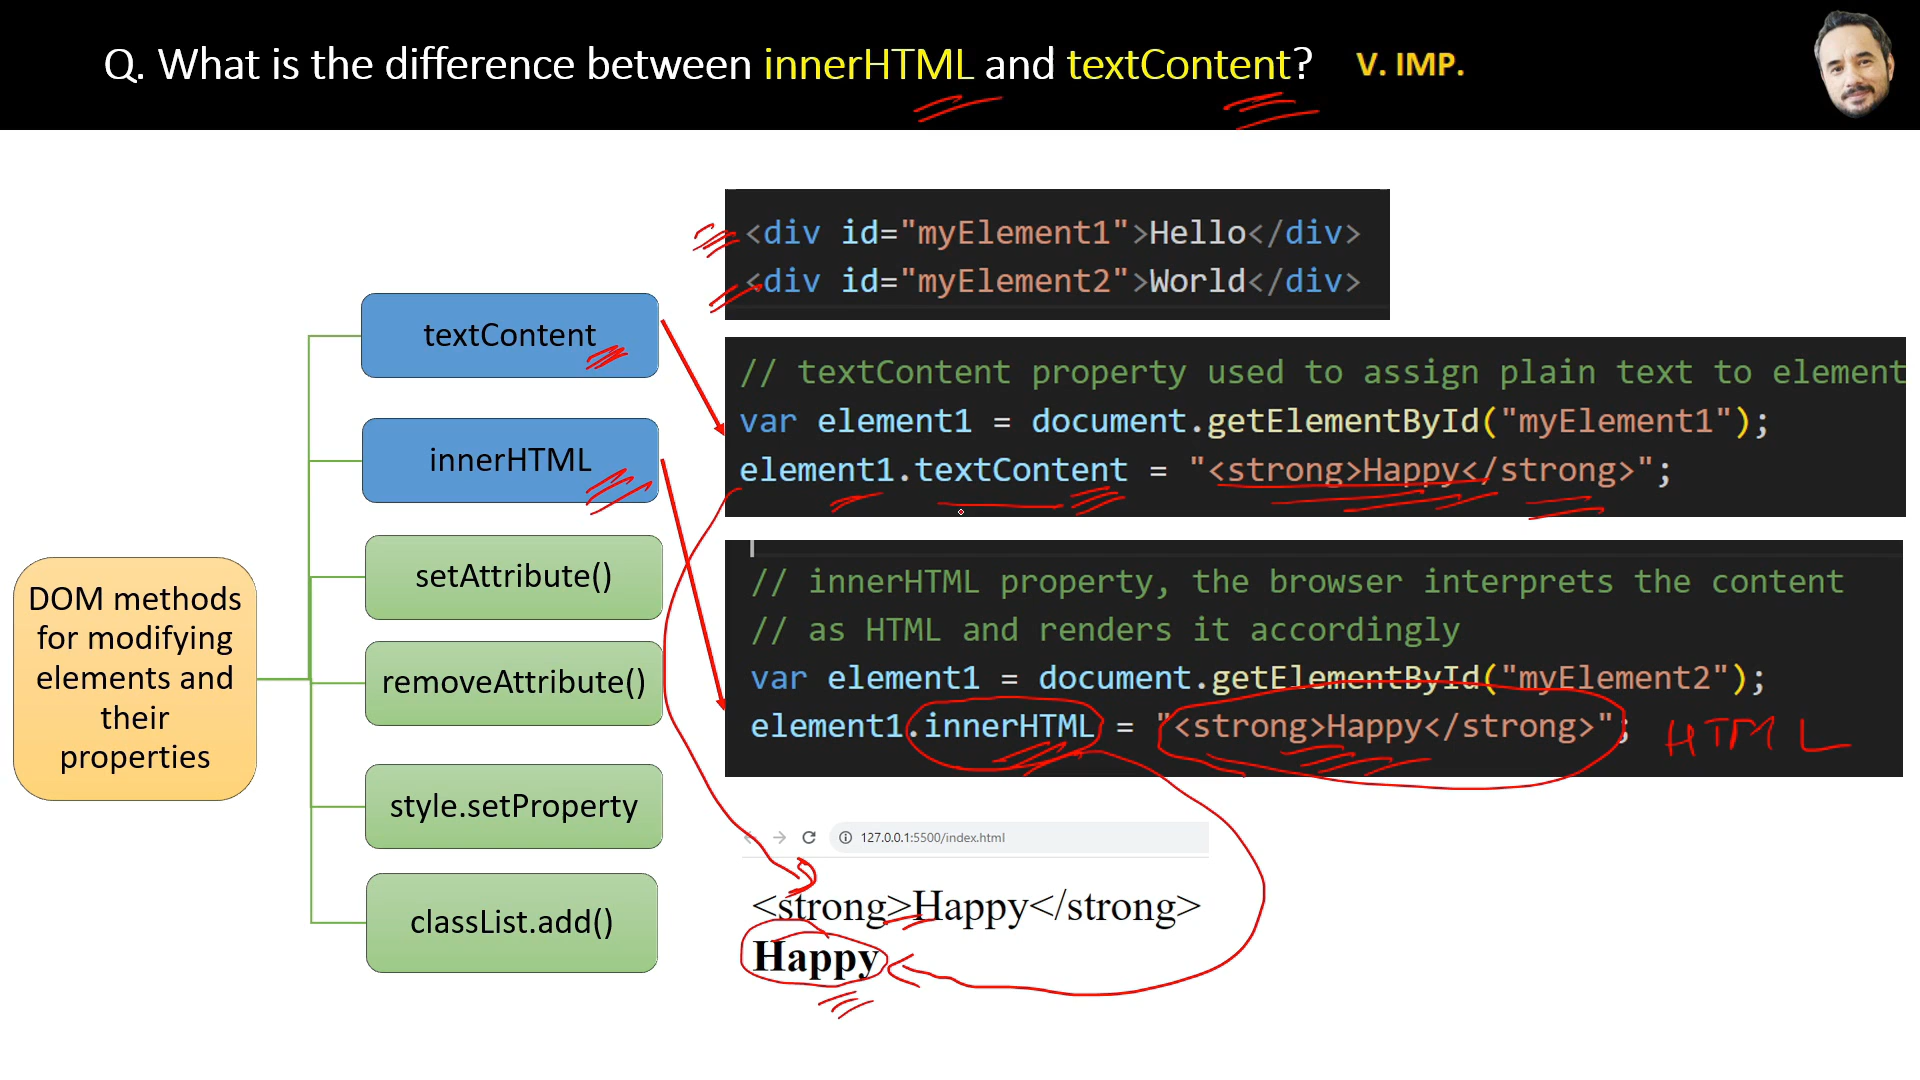 Q. What is the difference between innerHTML and textContent? V. IMP.
<div id="myElement1">Hello</div>
<div id="myElement2">World</div>
textContent
innerHTML
setAttribute()
removeAttribute()
style.setProperty
classList.add()
DOM methods
for modifying
elements and
their
properties
// textContent property used to assign plain text to element
var element1 = document.getElementById("myElement1");
element1.textContent = "<strong>Happy</strong>";
// innerHTML property, the browser interprets the content
// as HTML and renders it accordingly
var element1 = document.getElementById("myElement2");
element1.innerHTML = "<strong>Happy</strong>";
HTML
127.0.0.1:5500/index.html
<strong>Happy</strong>
Happy